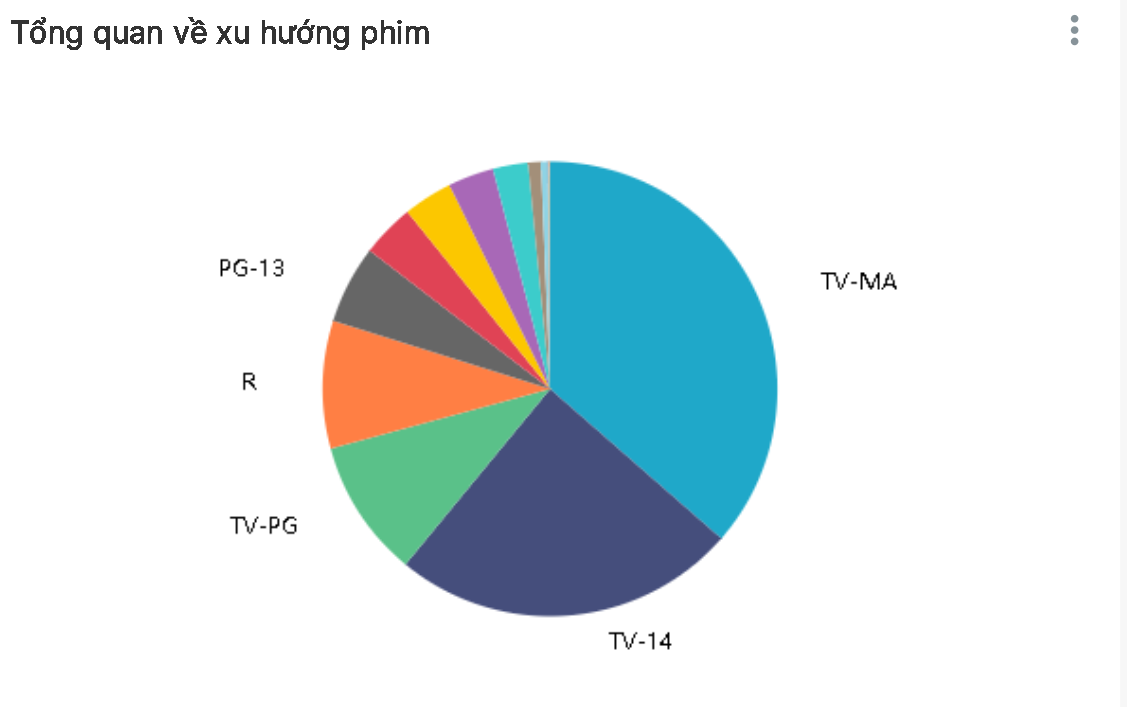 Tổng quan về xu hướng phim
PG-13
TV-MA
R
TV-PG
TV-14